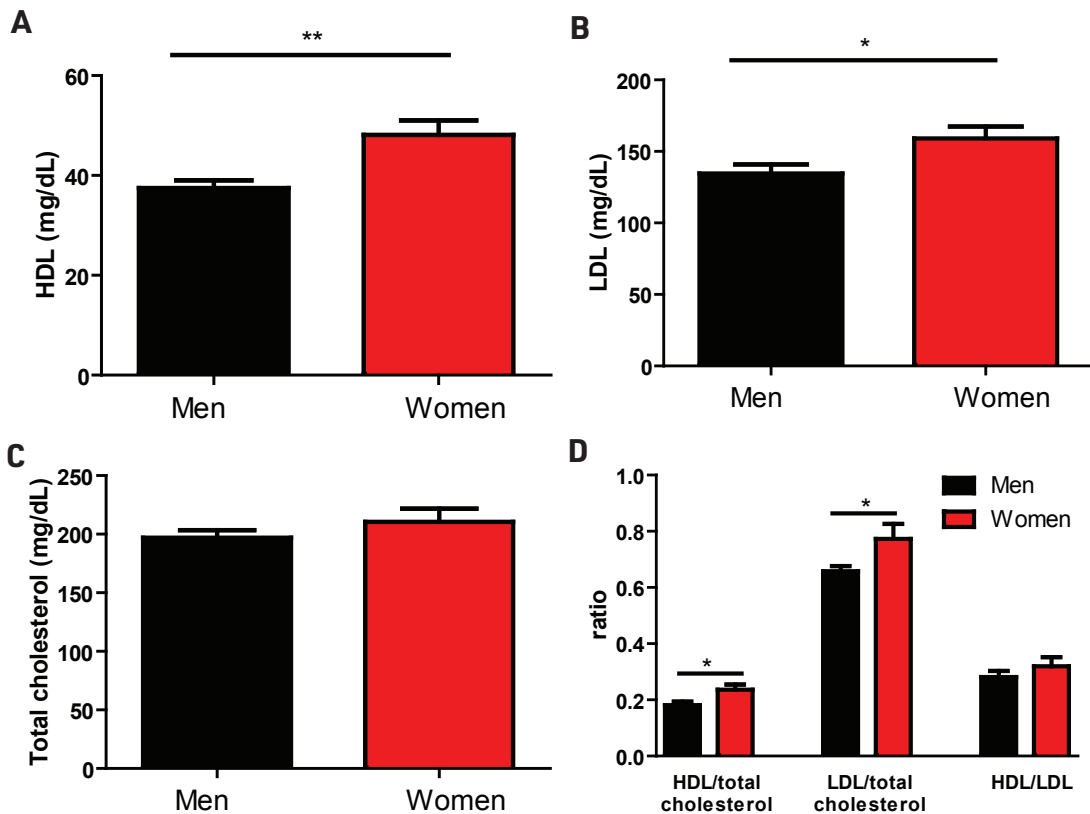 A
**
HDL (mg/dL)
60
40
20
0
Men
Women
B
*
LDL (mg/dL)
200
150
100
50
0
Men
Women
C
Total cholesterol (mg/dL)
250
200
150
100
50
0
Men
Women
D
Men
Women
*
*
ratio
1.0
0.8
0.6
0.4
0.2
0.0
HDL/total
cholesterol
LDL/total
cholesterol
HDL/LDL